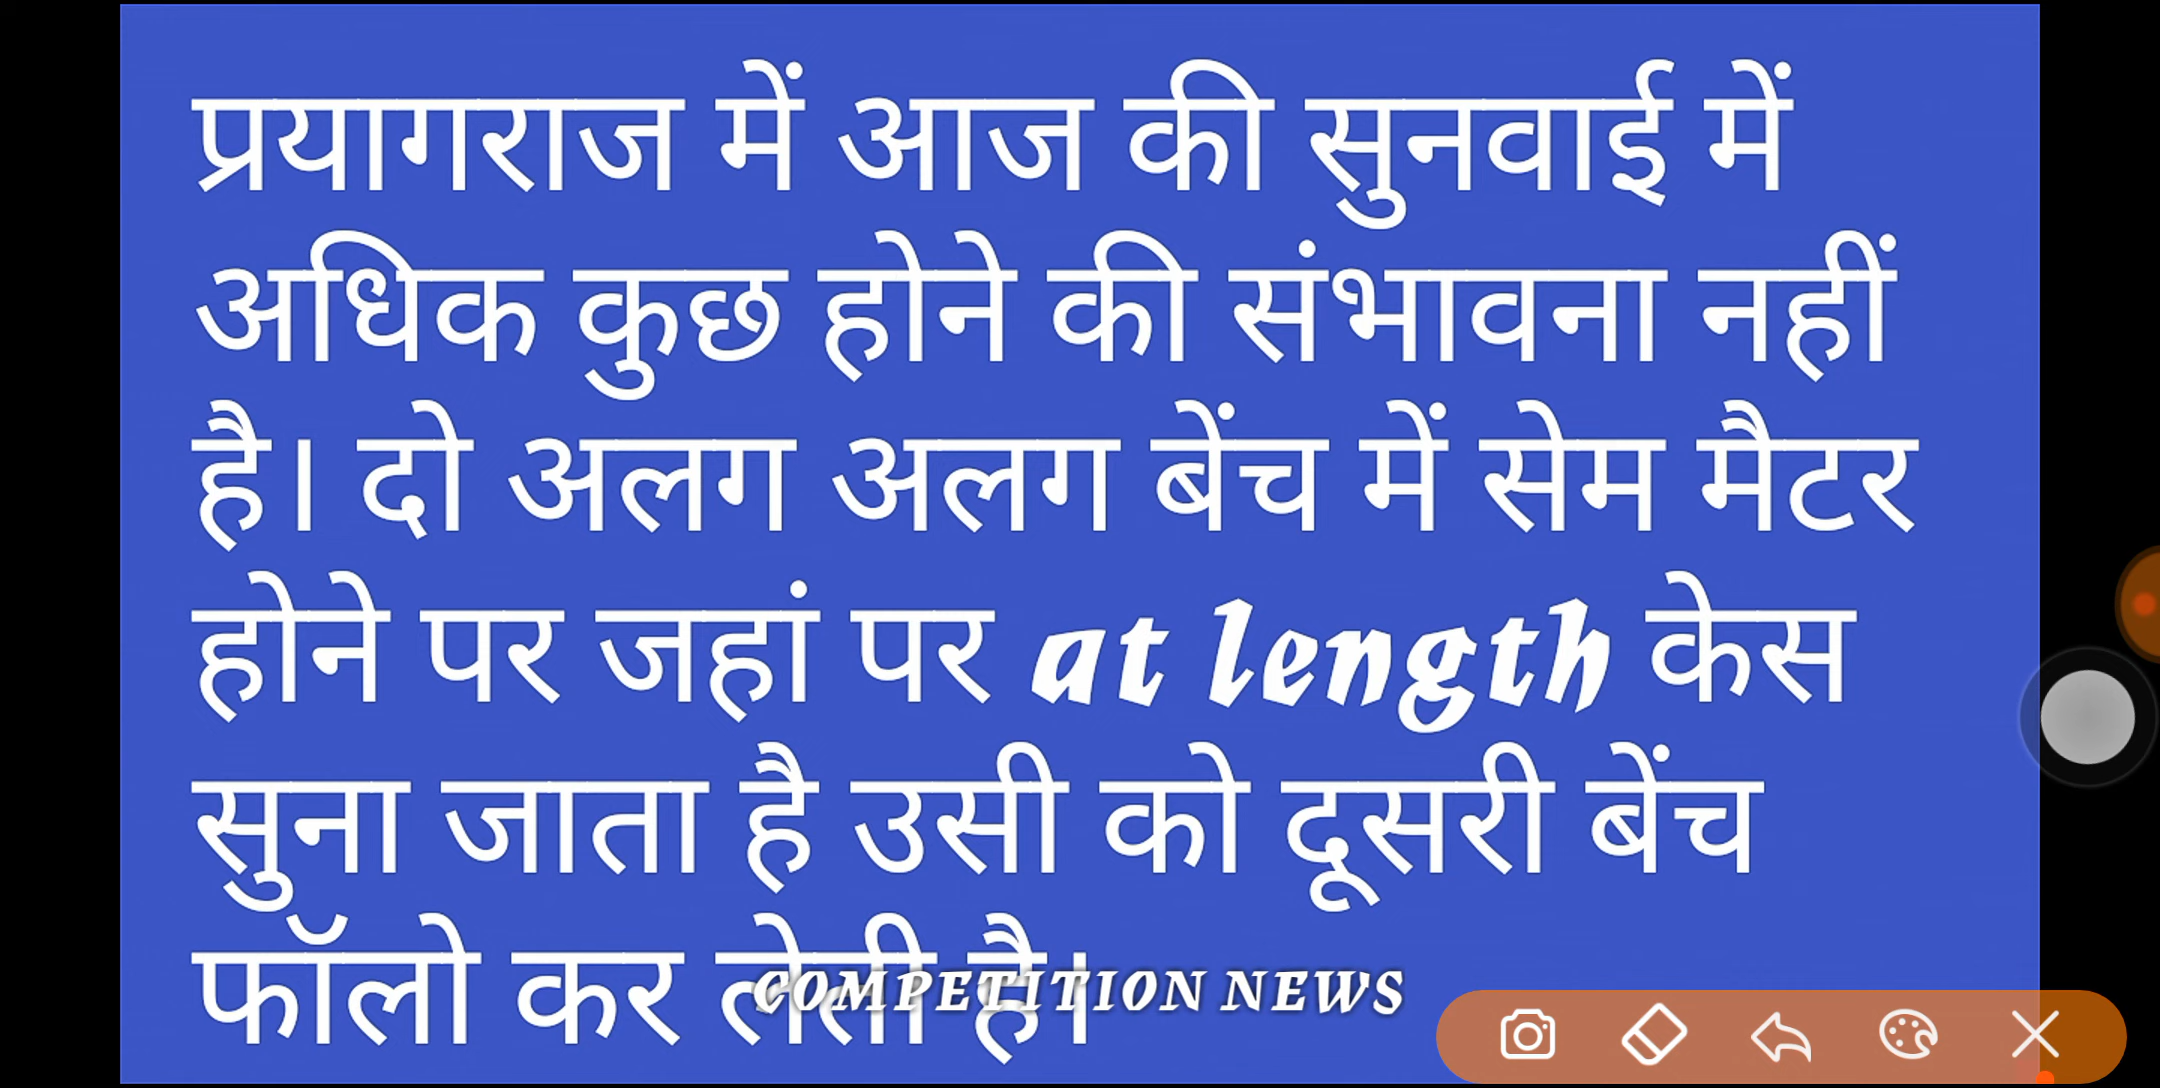 प्रयागराज में आज की सुनवाई में
अधिक कुछ होने की संभावना नहीं
है। दो अलग अलग बेंच में सेम मैटर
होने पर जहां पर at length केस
सुना जाता है उसी को दूसरी बेंच
फॉलो कर लेती है।
COMPETITION NEWS